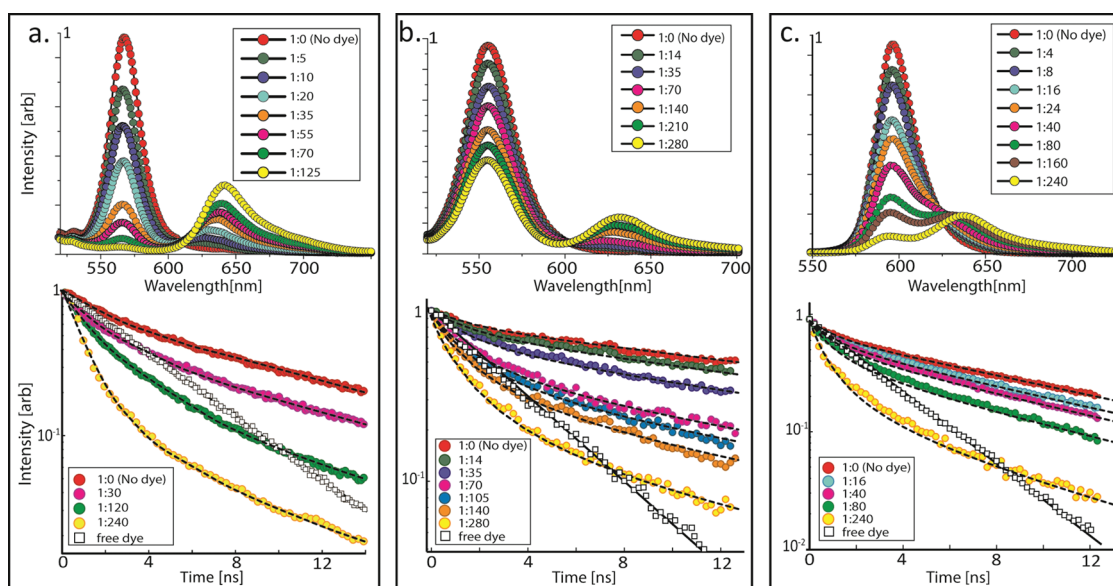 a.
1
1:0 (No dye)
1:5
1:10
1:20
1:35
1:55
1:70
1:125
Intensity [arb]
550 600 650 700
Wavelength[nm]
1
10-1
Intensity [arb]
1:0 (No dye)
1:30
1:120
1:240
free dye
0 4 8 12
Time [ns]
b.
1
1:0 (No dye)
1:14
1:35
1:70
1:140
1:210
1:280
550 600 650 700
Wavelength[nm]
1
10-1
1:0 (No dye)
1:14
1:35
1:70
1:105
1:140
1:280
free dye
0 4 8 12
Time [ns]
c.
1
1:0 (No dye)
1:4
1:8
1:16
1:24
1:40
1:80
1:160
1:240
550 600 650 700
Wavelength[nm]
1
10-1
10-2
1:0 (No dye)
1:16
1:40
1:80
1:240
free dye
0 4 8 12
Time [ns]